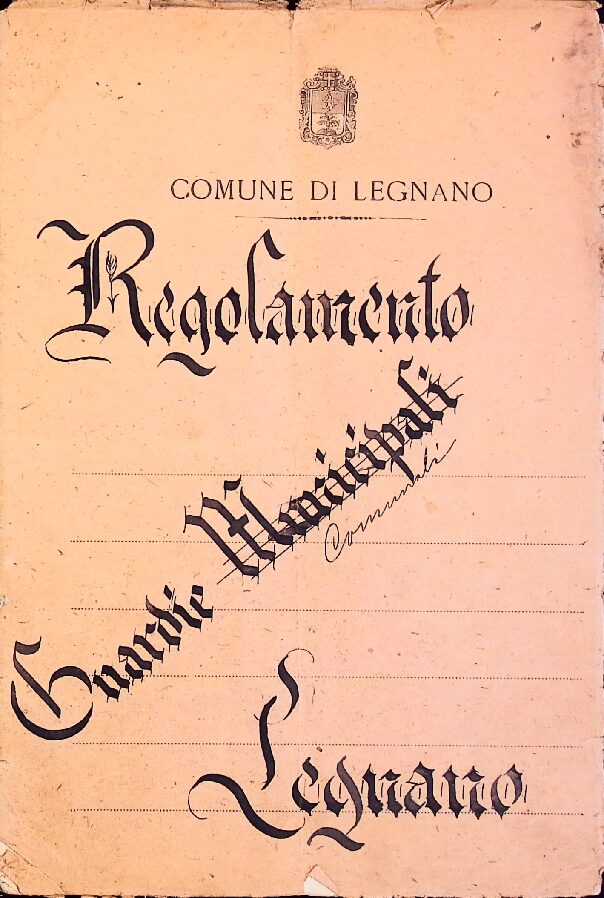 COMUNE DI LEGNANO
Regolamento
Guardie Municipali
Comunali
Legnano